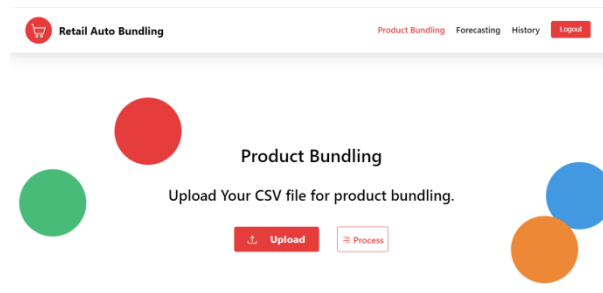 Retail Auto Bundling
Product Bundling Forecasting History Logout
Product Bundling
Upload Your CSV file for product bundling.
Upload Process